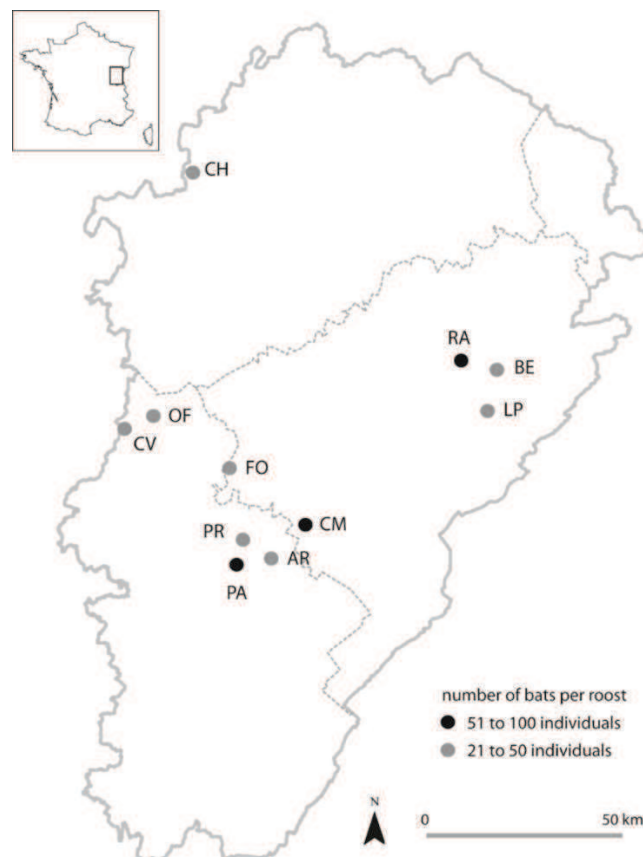 CH
RA
BE
LP
OF
CV
FO
CM
PR
AR
PA
number of bats per roost
51 to 100 individuals
21 to 50 individuals
N
0 50 km